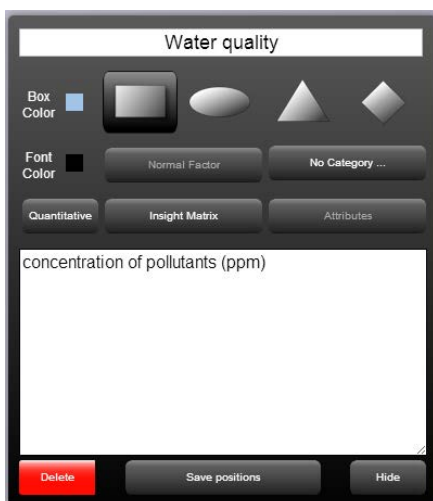 Water quality
Box
Color
Font
Color
Normal Factor
No Category ...
Quantitative
Insight Matrix
Attributes
concentration of pollutants (ppm)
Delete
Save positions
Hide